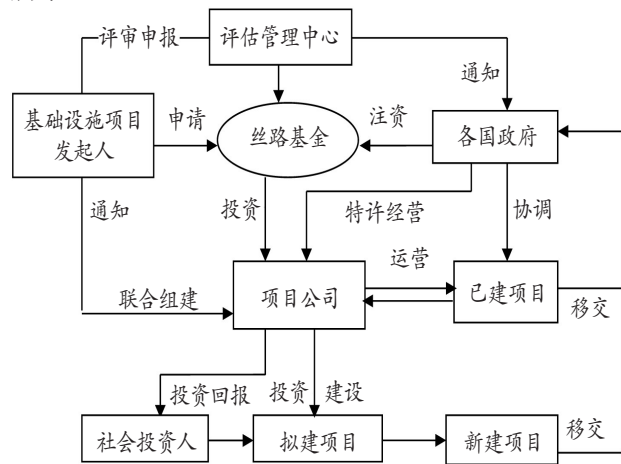 评审申报
评估管理中心
通知
基础设施项目
发起人
申请
丝路基金
注资
各国政府
通知
投资
特许经营
协调
运营
联合组建
项目公司
已建项目
移交
投资回报
投资
建设
社会投资人
拟建项目
新建项目
移交